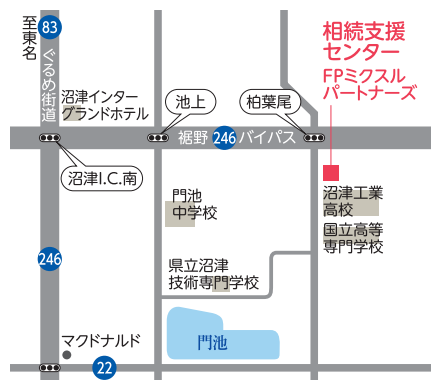 至東名
83
ぐるめ街道
沼津インター
グランドホテル
池上
柏葉尾
相続支援
センター
FPミクスル
パートナーズ
裾野
246
バイパス
沼津I.C.南
門池
中学校
沼津工業
高校
国立高等
専門学校
246
県立沼津
技術専門学校
門池
マクドナルド
22